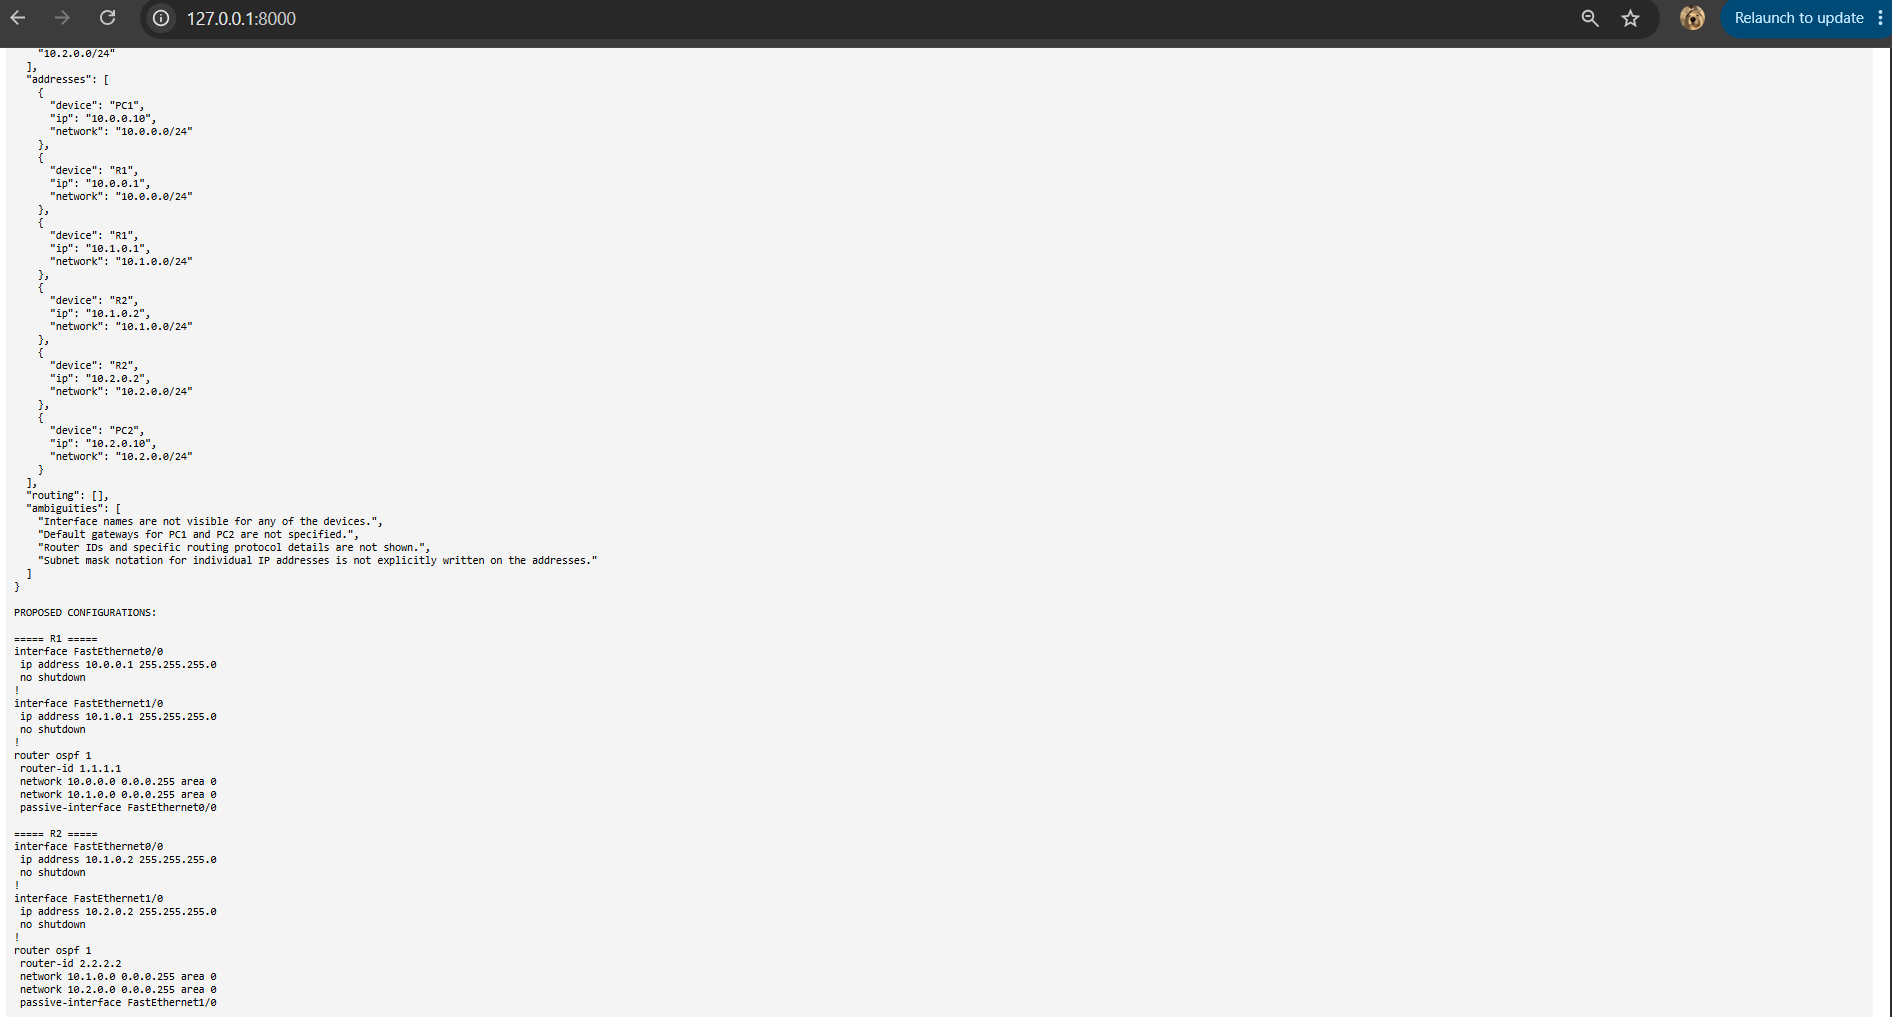 127.0.0.1:8000
Relaunch to update
"10.2.0.0/24"
],
"addresses": [
{
"device": "PC1",
"ip": "10.0.0.10",
"network": "10.0.0.0/24"
},
{
"device": "R1",
"ip": "10.0.0.1",
"network": "10.0.0.0/24"
},
{
"device": "R1",
"ip": "10.1.0.1",
"network": "10.1.0.0/24"
},
{
"device": "R2",
"ip": "10.1.0.2",
"network": "10.1.0.0/24"
},
{
"device": "R2",
"ip": "10.2.0.2",
"network": "10.2.0.0/24"
},
{
"device": "PC2",
"ip": "10.2.0.10",
"network": "10.2.0.0/24"
}
],
"routing": [],
"ambiguities": [
"Interface names are not visible for any of the devices.",
"Default gateways for PC1 and PC2 are not specified.",
"Router IDs and specific routing protocol details are not shown.",
"Subnet mask notation for individual IP addresses is not explicitly written on the addresses."
]
}
PROPOSED CONFIGURATIONS:
===== R1 =====
interface FastEthernet0/0
ip address 10.0.0.1 255.255.255.0
no shutdown
!
interface FastEthernet1/0
ip address 10.1.0.1 255.255.255.0
no shutdown
!
router ospf 1
router-id 1.1.1.1
network 10.0.0.0 0.0.0.255 area 0
network 10.1.0.0 0.0.0.255 area 0
passive-interface FastEthernet0/0
===== R2 =====
interface FastEthernet0/0
ip address 10.1.0.2 255.255.255.0
no shutdown
!
interface FastEthernet1/0
ip address 10.2.0.2 255.255.255.0
no shutdown
!
router ospf 1
router-id 2.2.2.2
network 10.1.0.0 0.0.0.255 area 0
network 10.2.0.0 0.0.0.255 area 0
passive-interface FastEthernet1/0